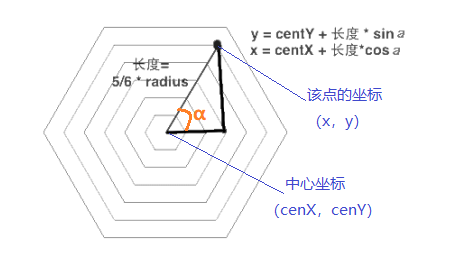 y = centY + 长度 * sin a
x = centX + 长度*cos a
长度=
5/6 * radius
α
该点的坐标
（x，y）
中心坐标
（cenX，cenY）